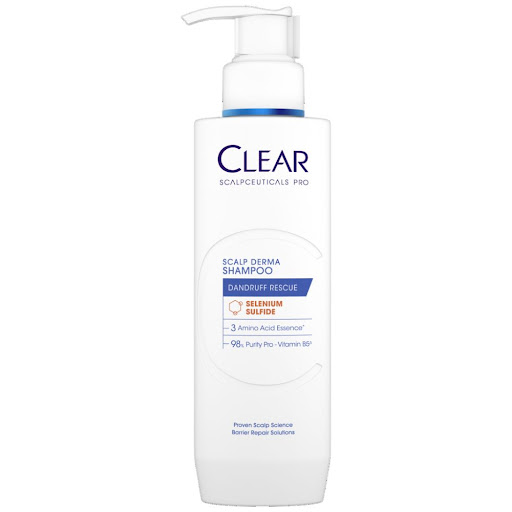 CLEAR
SCALPCEUTICALS PRO
SCALP DERMA
SHAMPOO
DANDRUFF RESCUE
SELENIUM
SULFIDE
3 Amino Acid Essence*
98% Purity Pro - Vitamin B5²
Proven Scalp Science
Barrier Repair Solutions